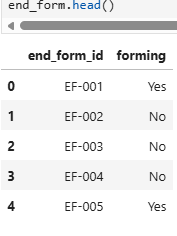 end_form.head()
end_form_id forming
0 EF-001 Yes
1 EF-002 No
2 EF-003 No
3 EF-004 No
4 EF-005 Yes